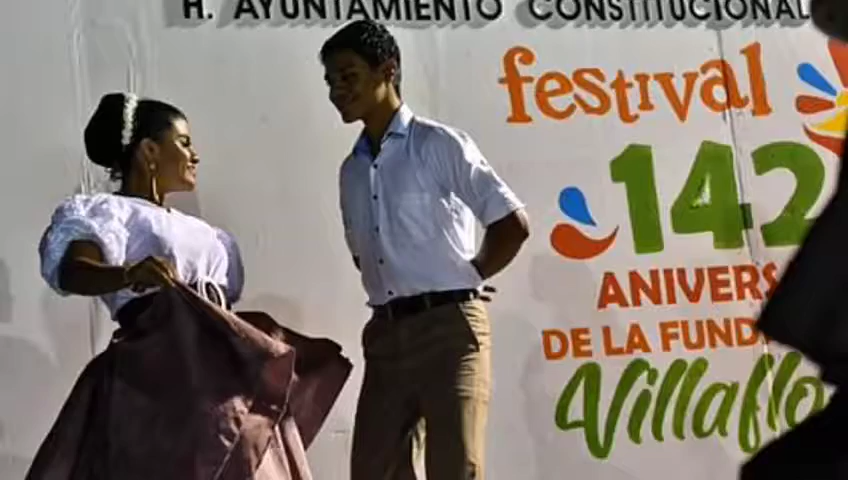 H. AYUNTAMIENTO CONSTITUCIONAL
festival
142
ANIVERS
DE LA FUND
Villaflo